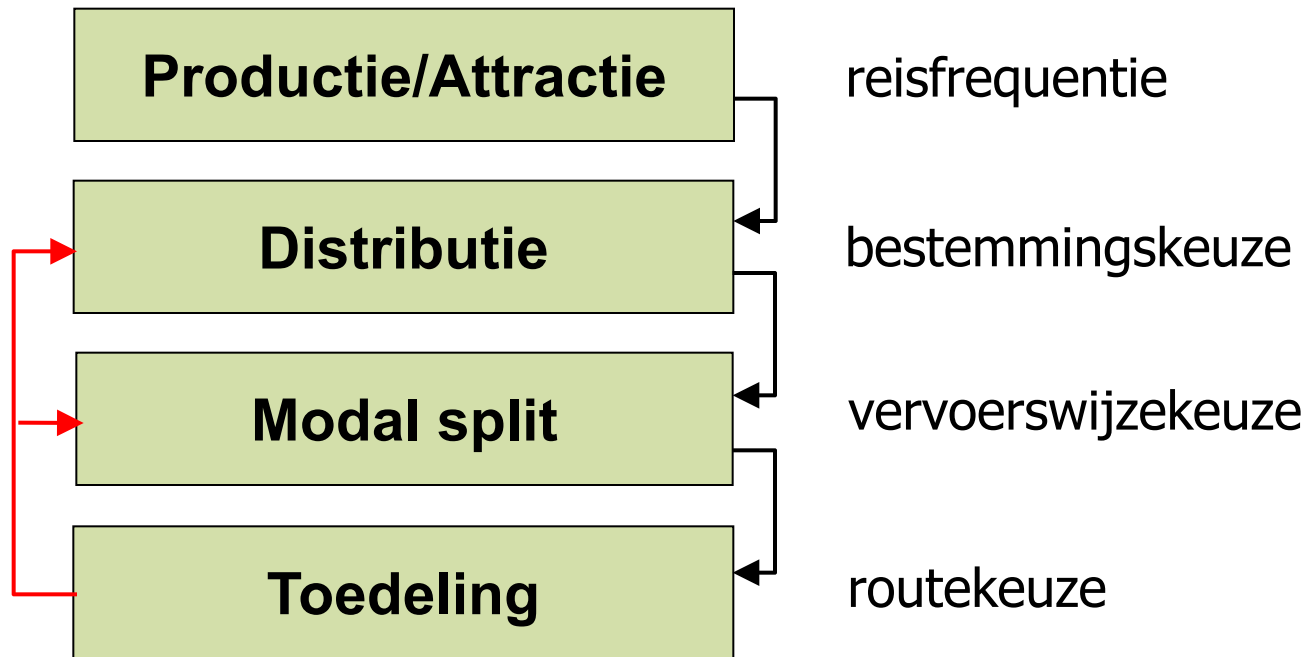 Productie/Attractie
reisfrequentie
Distributie
bestemmingskeuze
Modal split
vervoerswijzekeuze
Toedeling
routekeuze